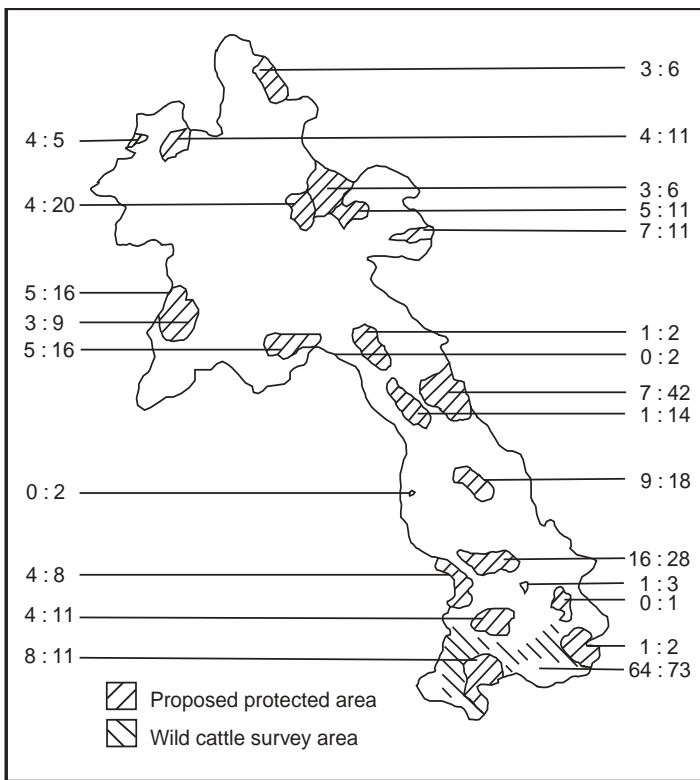 3 : 6
4 : 5
4 : 11
3 : 6
4 : 20
5 : 11
7 : 11
5 : 16
3 : 9
1 : 2
5 : 16
0 : 2
7 : 42
1 : 14
9 : 18
0 : 2
16 : 28
4 : 8
1 : 3
0 : 1
4 : 11
1 : 2
8 : 11
64 : 73
Proposed protected area
Wild cattle survey area